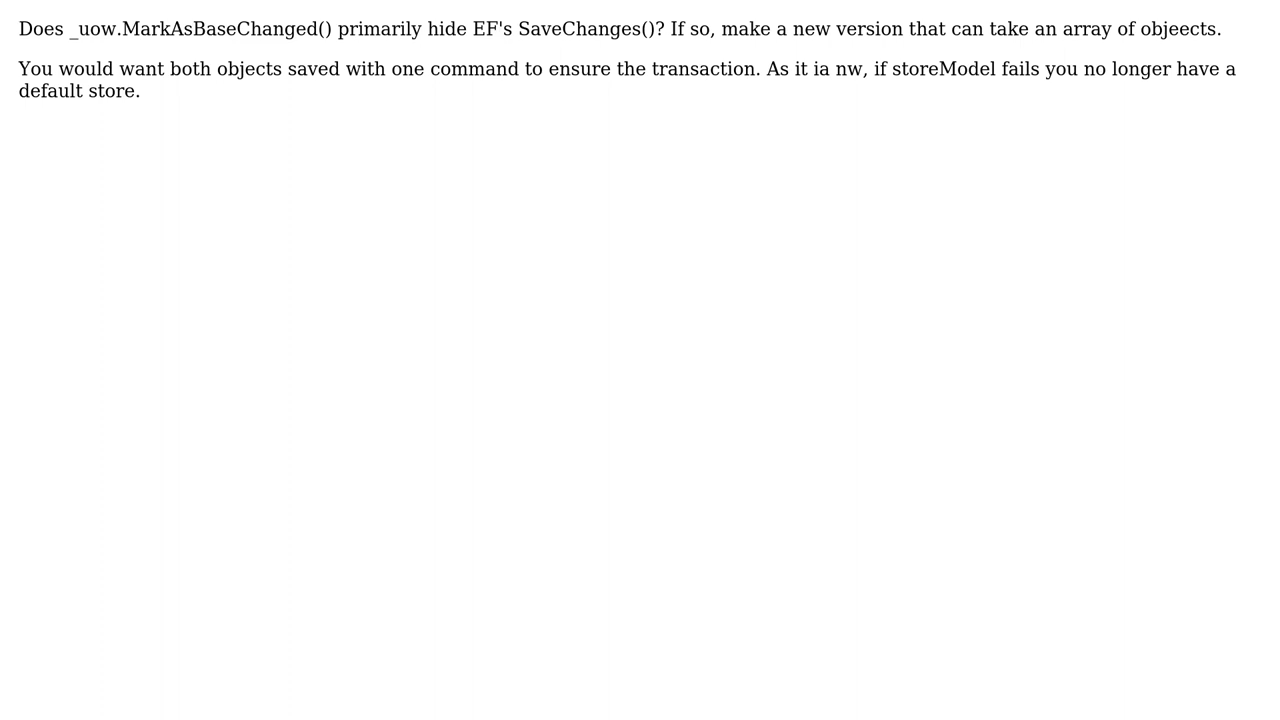 Does _uow.MarkAsBaseChanged() primarily hide EF's SaveChanges()? If so, make a new version that can take an array of objeects.
You would want both objects saved with one command to ensure the transaction. As it ia nw, if storeModel fails you no longer have a
default store.